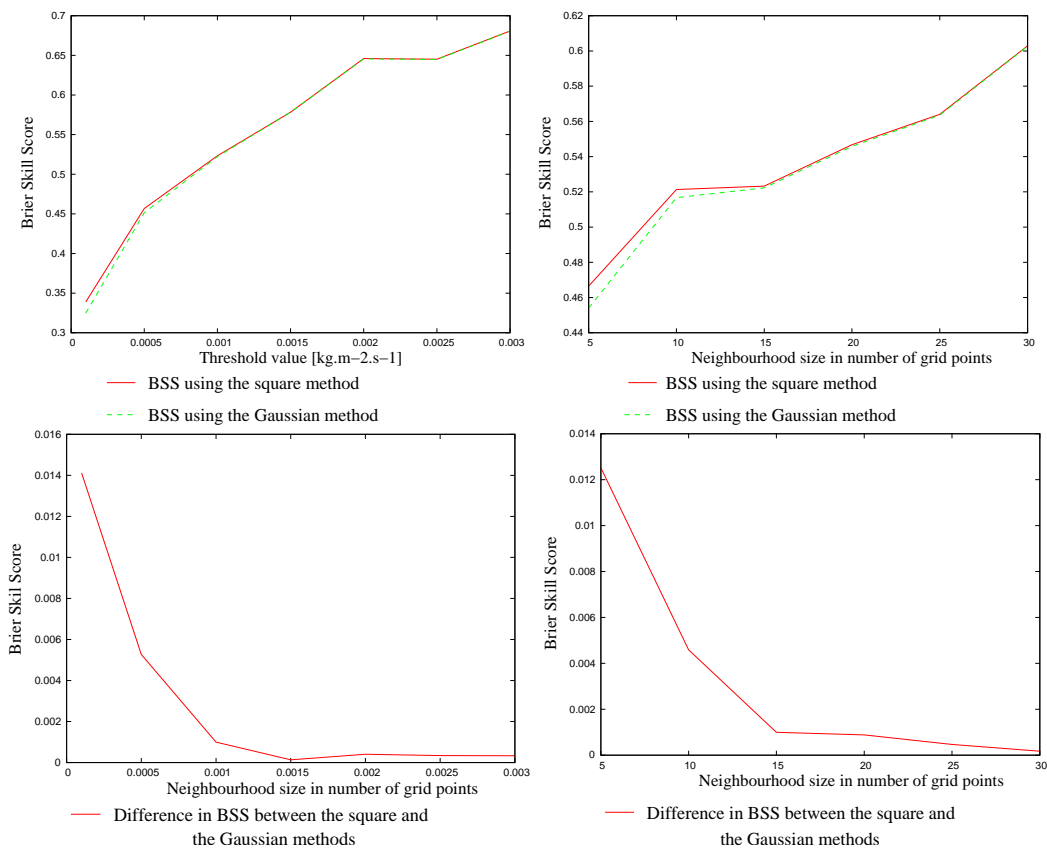 0.7
0.65
0.6
0.55
0.5
0.45
0.4
0.35
0.3
Brier Skill Score
0 0.0005 0.001 0.0015 0.002 0.0025 0.003
Threshold value [kg.m−2.s−1]
BSS using the square method
BSS using the Gaussian method
0.62
0.6
0.58
0.56
0.54
0.52
0.5
0.48
0.46
0.44
Brier Skill Score
5 10 15 20 25 30
Neighbourhood size in number of grid points
BSS using the square method
BSS using the Gaussian method
0.016
0.014
0.012
0.01
0.008
0.006
0.004
0.002
0
Brier Skil Score
0 0.0005 0.001 0.0015 0.002 0.0025 0.003
Neighbourhood size in number of grid points
Difference in BSS between the square and
the Gaussian methods
0.014
0.012
0.01
0.008
0.006
0.004
0.002
0
Brier Skill Score
5 10 15 20 25 30
Neighbourhood size in number of grid points
Difference in BSS between the square and
the Gaussian methods